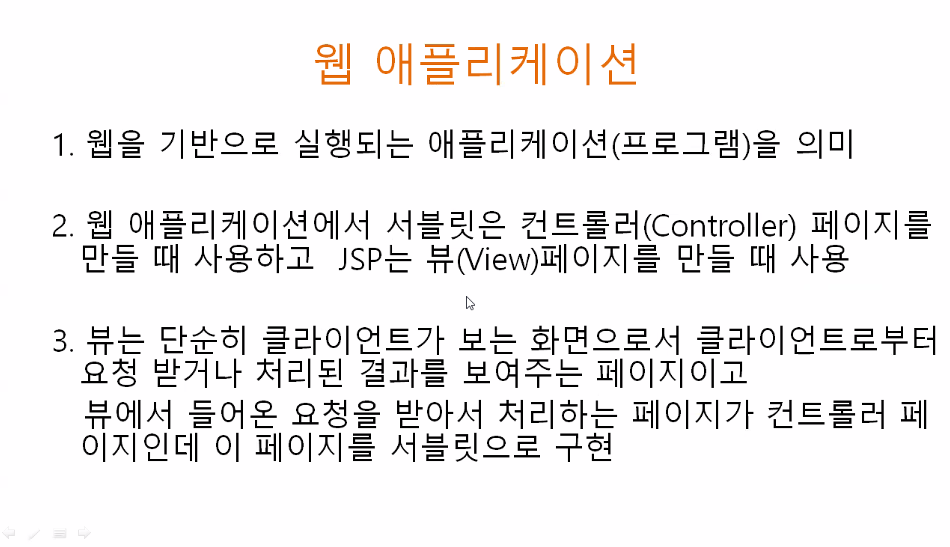 웹 애플리케이션
1. 웹을 기반으로 실행되는 애플리케이션(프로그램)을 의미
2. 웹 애플리케이션에서 서블릿은 컨트롤러(Controller) 페이지를
만들 때 사용하고 JSP는 뷰(View)페이지를 만들 때 사용
3. 뷰는 단순히 클라이언트가 보는 화면으로서 클라이언트로부터
요청 받거나 처리된 결과를 보여주는 페이지이고
뷰에서 들어온 요청을 받아서 처리하는 페이지가 컨트롤러 페
이지인데 이 페이지를 서블릿으로 구현